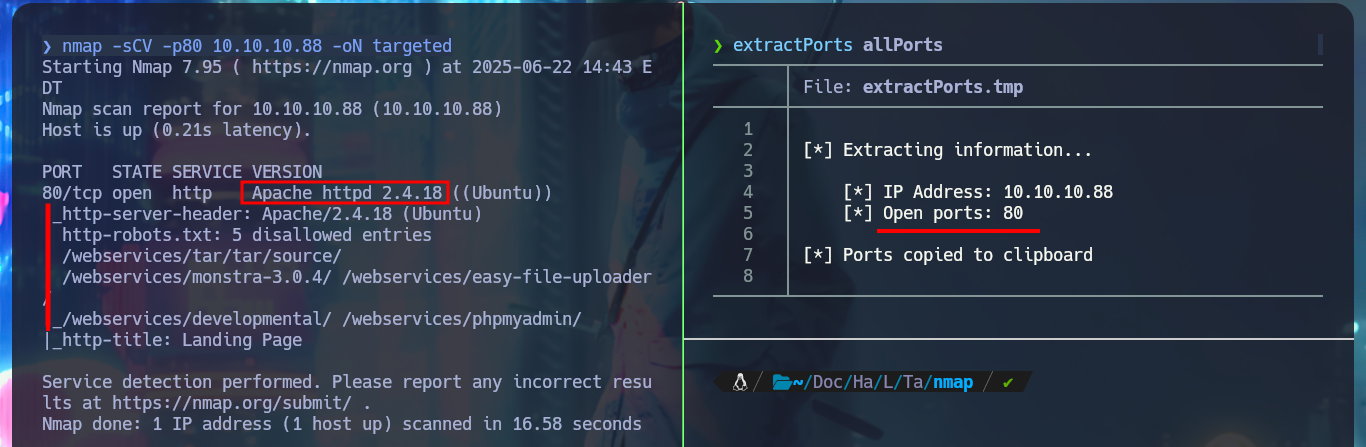 ❯ nmap -sCV -p80 10.10.10.88 -oN targeted
Starting Nmap 7.95 ( https://nmap.org ) at 2025-06-22 14:43 E
DT
Nmap scan report for 10.10.10.88 (10.10.10.88)
Host is up (0.21s latency).
PORT   STATE SERVICE VERSION
80/tcp open  http    Apache httpd 2.4.18 ((Ubuntu))
|_http-server-header: Apache/2.4.18 (Ubuntu)
| http-robots.txt: 5 disallowed entries
| /webservices/tar/tar/source/
| /webservices/monstra-3.0.4/ /webservices/easy-file-uploader
/
|_/webservices/developmental/ /webservices/phpmyadmin/
|_http-title: Landing Page
Service detection performed. Please report any incorrect resu
lts at https://nmap.org/submit/ .
Nmap done: 1 IP address (1 host up) scanned in 16.58 seconds
❯ extractPorts allPorts
File: extractPorts.tmp
1
2 [*] Extracting information...
3
4 [*] IP Address: 10.10.10.88
5 [*] Open ports: 80
6
7 [*] Ports copied to clipboard
8
~/Doc/Ha/L/Ta/nmap / ✔